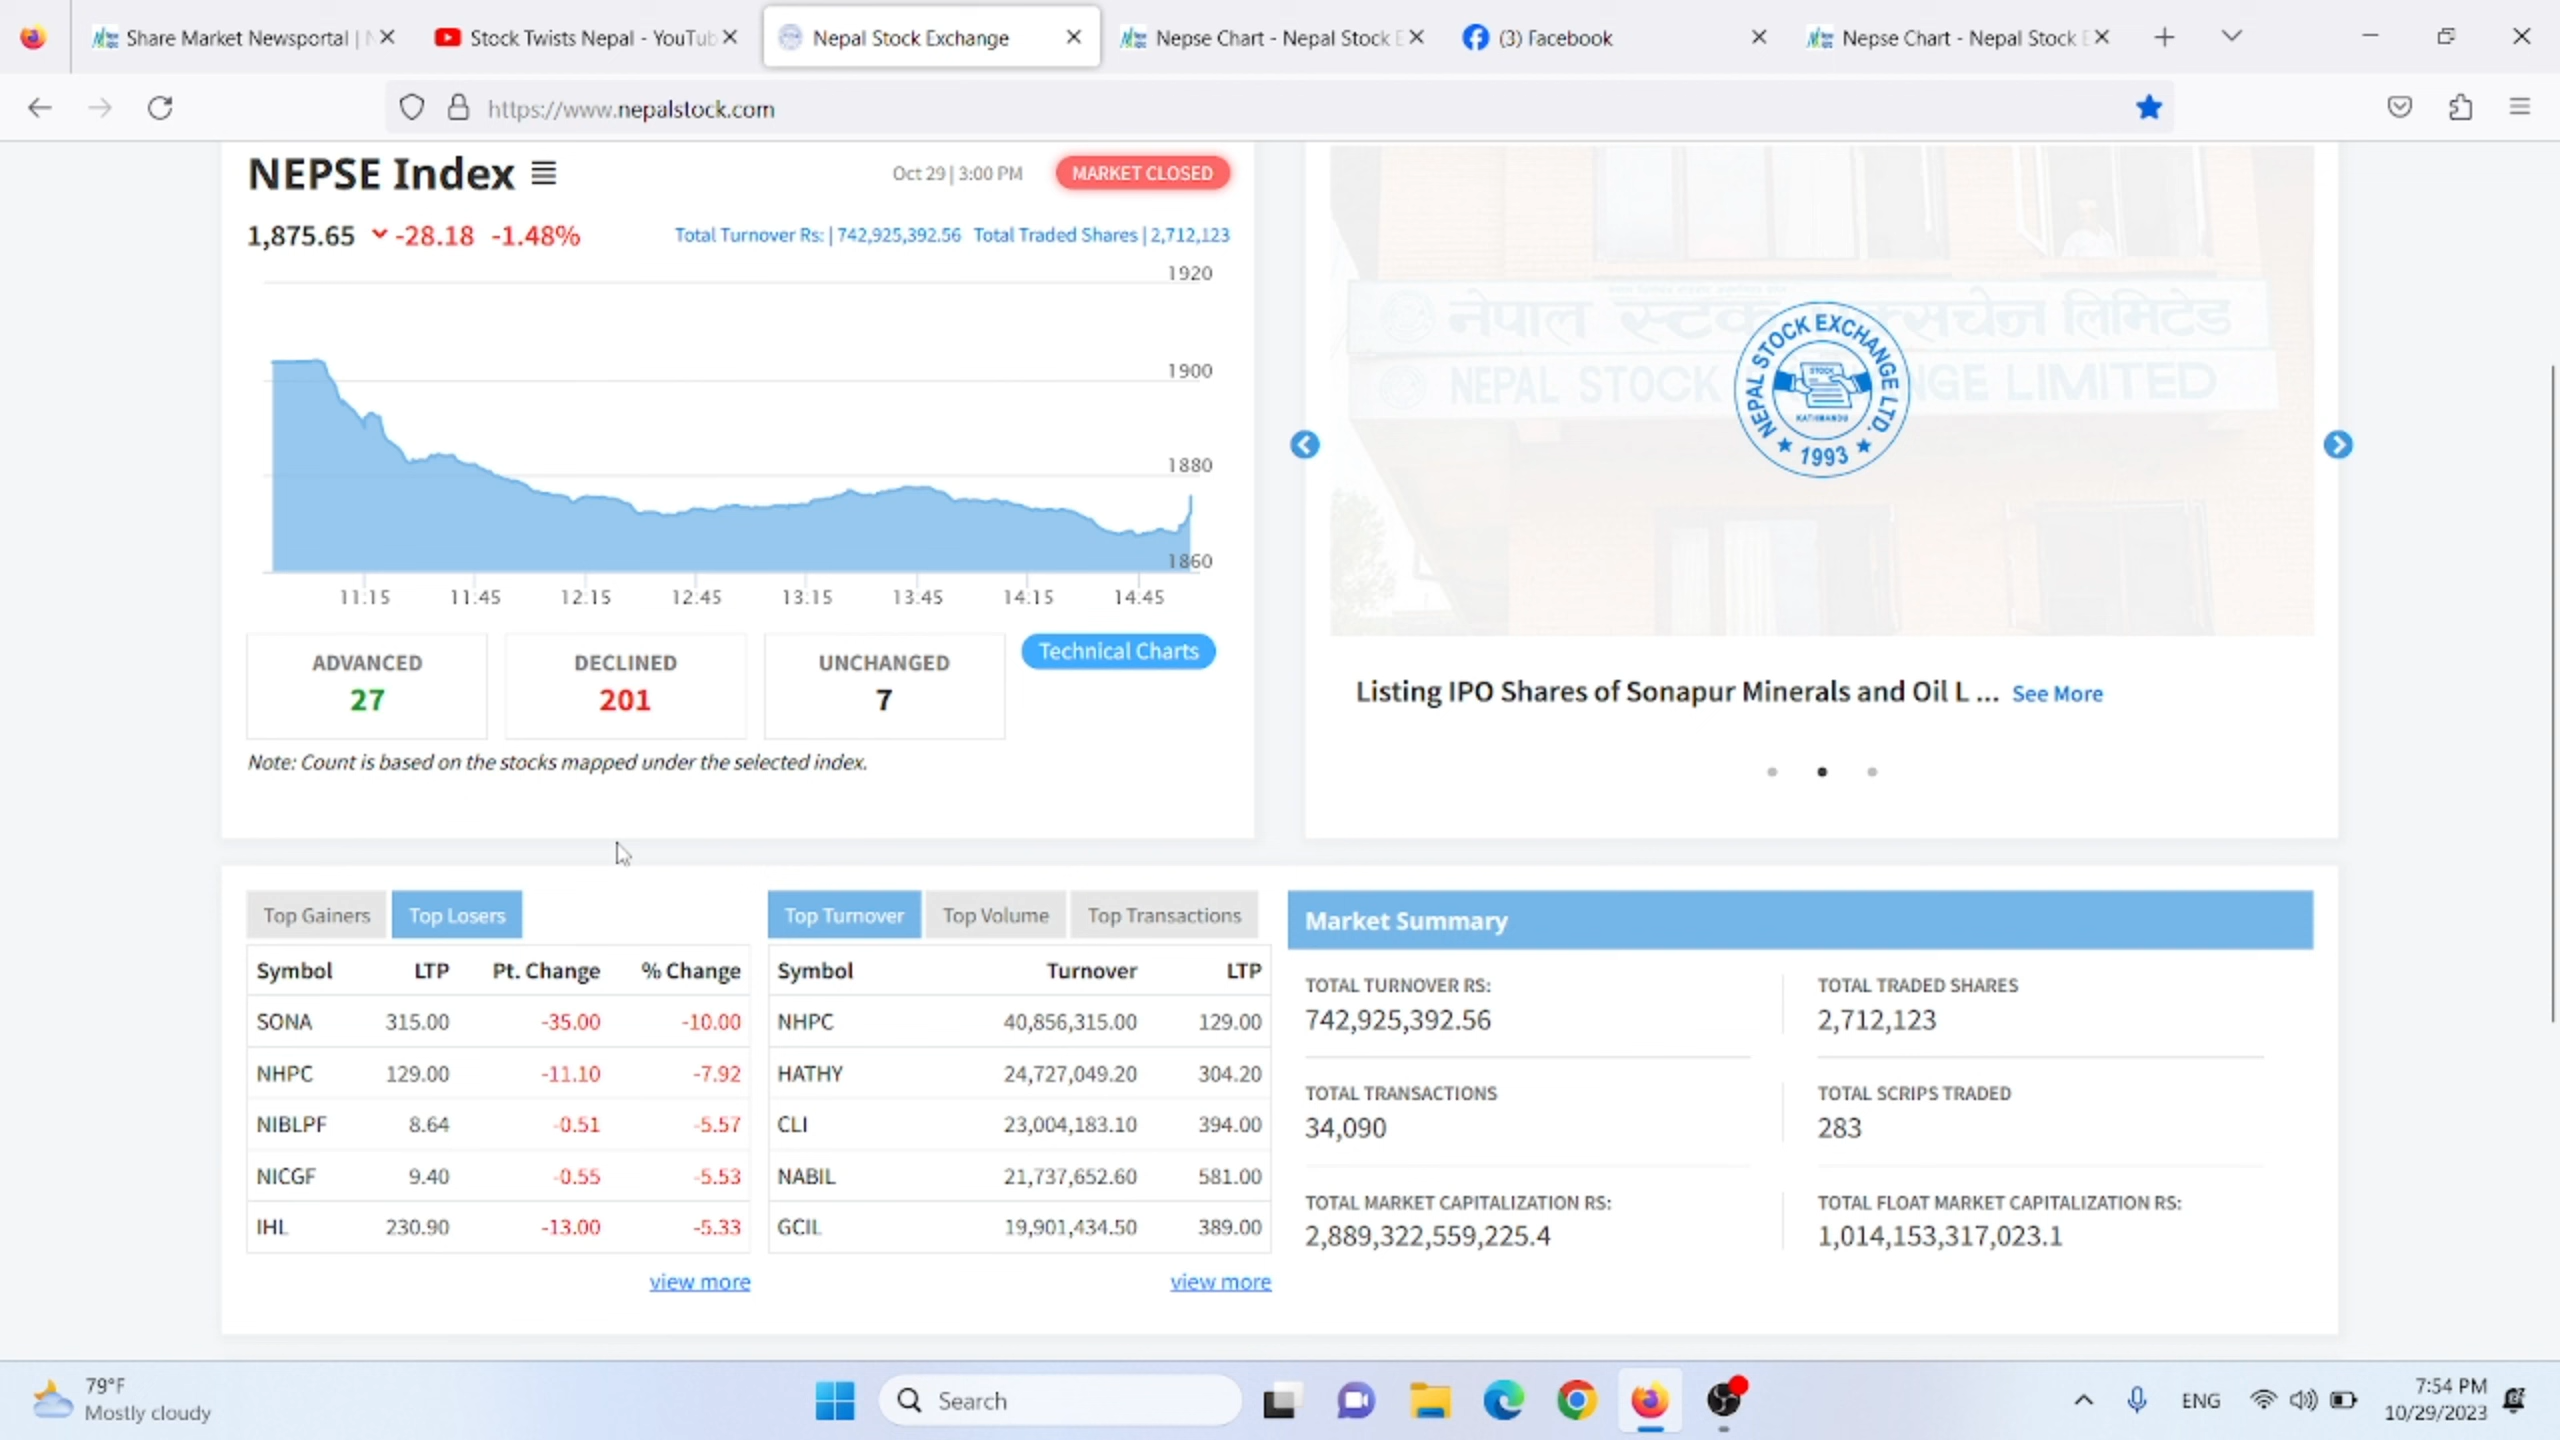 Share Market Newsportal | N
Stock Twists Nepal - YouTub
Nepal Stock Exchange
Nepse Chart - Nepal Stock E
(3) Facebook
Nepse Chart - Nepal Stock E
https://www.nepalstock.com
NEPSE Index
Oct 29 | 3:00 PM
MARKET CLOSED
1,875.65 -28.18 -1.48%
Total Turnover Rs: | 742,925,392.56 Total Traded Shares | 2,712,123
1920
1900
1880
1860
11:15 11:45 12:15 12:45 13:15 13:45 14:15 14:45
ADVANCED
27
DECLINED
201
UNCHANGED
7
Technical Charts
Note: Count is based on the stocks mapped under the selected index.
नेपाल स्टक
क्सचेन्ज लिमिटेड
NEPAL STOCK
NGE LIMITED
NEPAL STOCK EXCHANGE LTD.
STOCK
KATHMANDU
1993
Listing IPO Shares of Sonapur Minerals and Oil L ... See More
Top Gainers Top Losers
Symbol LTP Pt. Change % Change
SONA 315.00 -35.00 -10.00
NHPC 129.00 -11.10 -7.92
NIBLPF 8.64 -0.51 -5.57
NICGF 9.40 -0.55 -5.53
IHL 230.90 -13.00 -5.33
view more
Top Turnover Top Volume Top Transactions
Symbol Turnover LTP
NHPC 40,856,315.00 129.00
HATHY 24,727,049.20 304.20
CLI 23,004,183.10 394.00
NABIL 21,737,652.60 581.00
GCIL 19,901,434.50 389.00
view more
Market Summary
TOTAL TURNOVER RS:
742,925,392.56
TOTAL TRADED SHARES
2,712,123
TOTAL TRANSACTIONS
34,090
TOTAL SCRIPS TRADED
283
TOTAL MARKET CAPITALIZATION RS:
2,889,322,559,225.4
TOTAL FLOAT MARKET CAPITALIZATION RS:
1,014,153,317,023.1
79°F
Mostly cloudy
Search
ENG
7:54 PM
10/29/2023